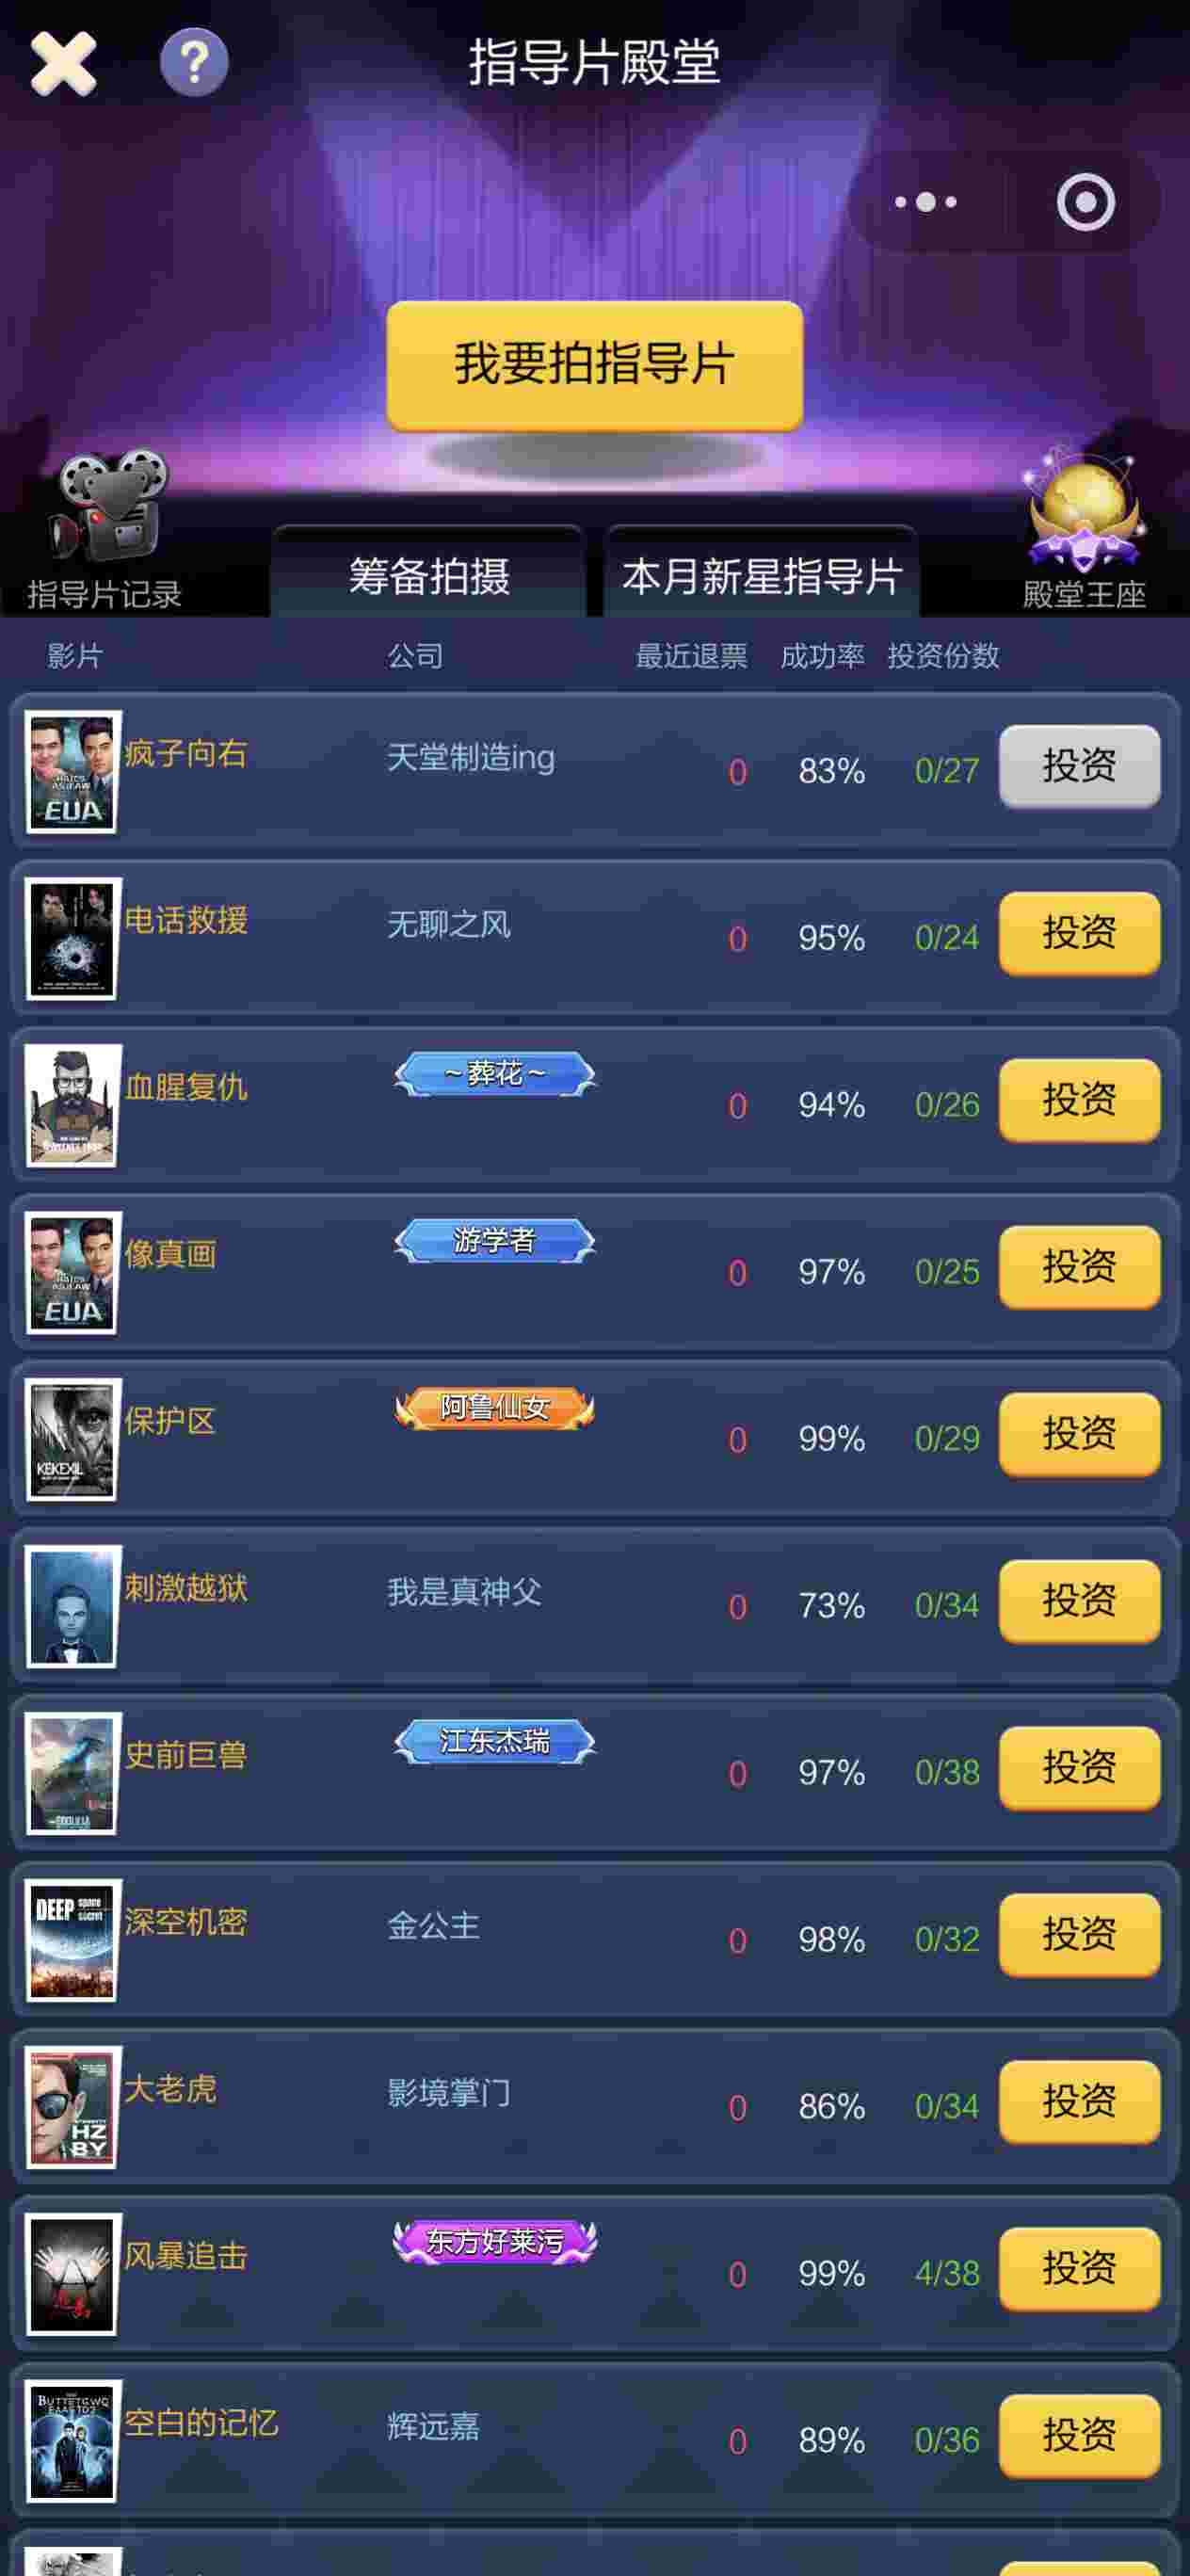 指导片殿堂
我要拍指导片
指导片记录
筹备拍摄
本月新星指导片
殿堂王座
影片 公司 最近退票 成功率 投资份数
疯子向右 天堂制造ing 0 83% 0/27 投资
EUA
电话救援 无聊之风 0 95% 0/24 投资
血腥复仇 ~葬花~ 0 94% 0/26 投资
像真画 游学者 0 97% 0/25 投资
EUA
保护区 阿鲁仙女 0 99% 0/29 投资
KEKEXIL
刺激越狱 我是真神父 0 73% 0/34 投资
史前巨兽 江东杰瑞 0 97% 0/38 投资
DEEP space secret
深空机密 金公主 0 98% 0/32 投资
大老虎 影境掌门 0 86% 0/34 投资
HZ
BY
风暴追击 东方好莱污 0 99% 4/38 投资
空白的记忆 辉远嘉 0 89% 0/36 投资